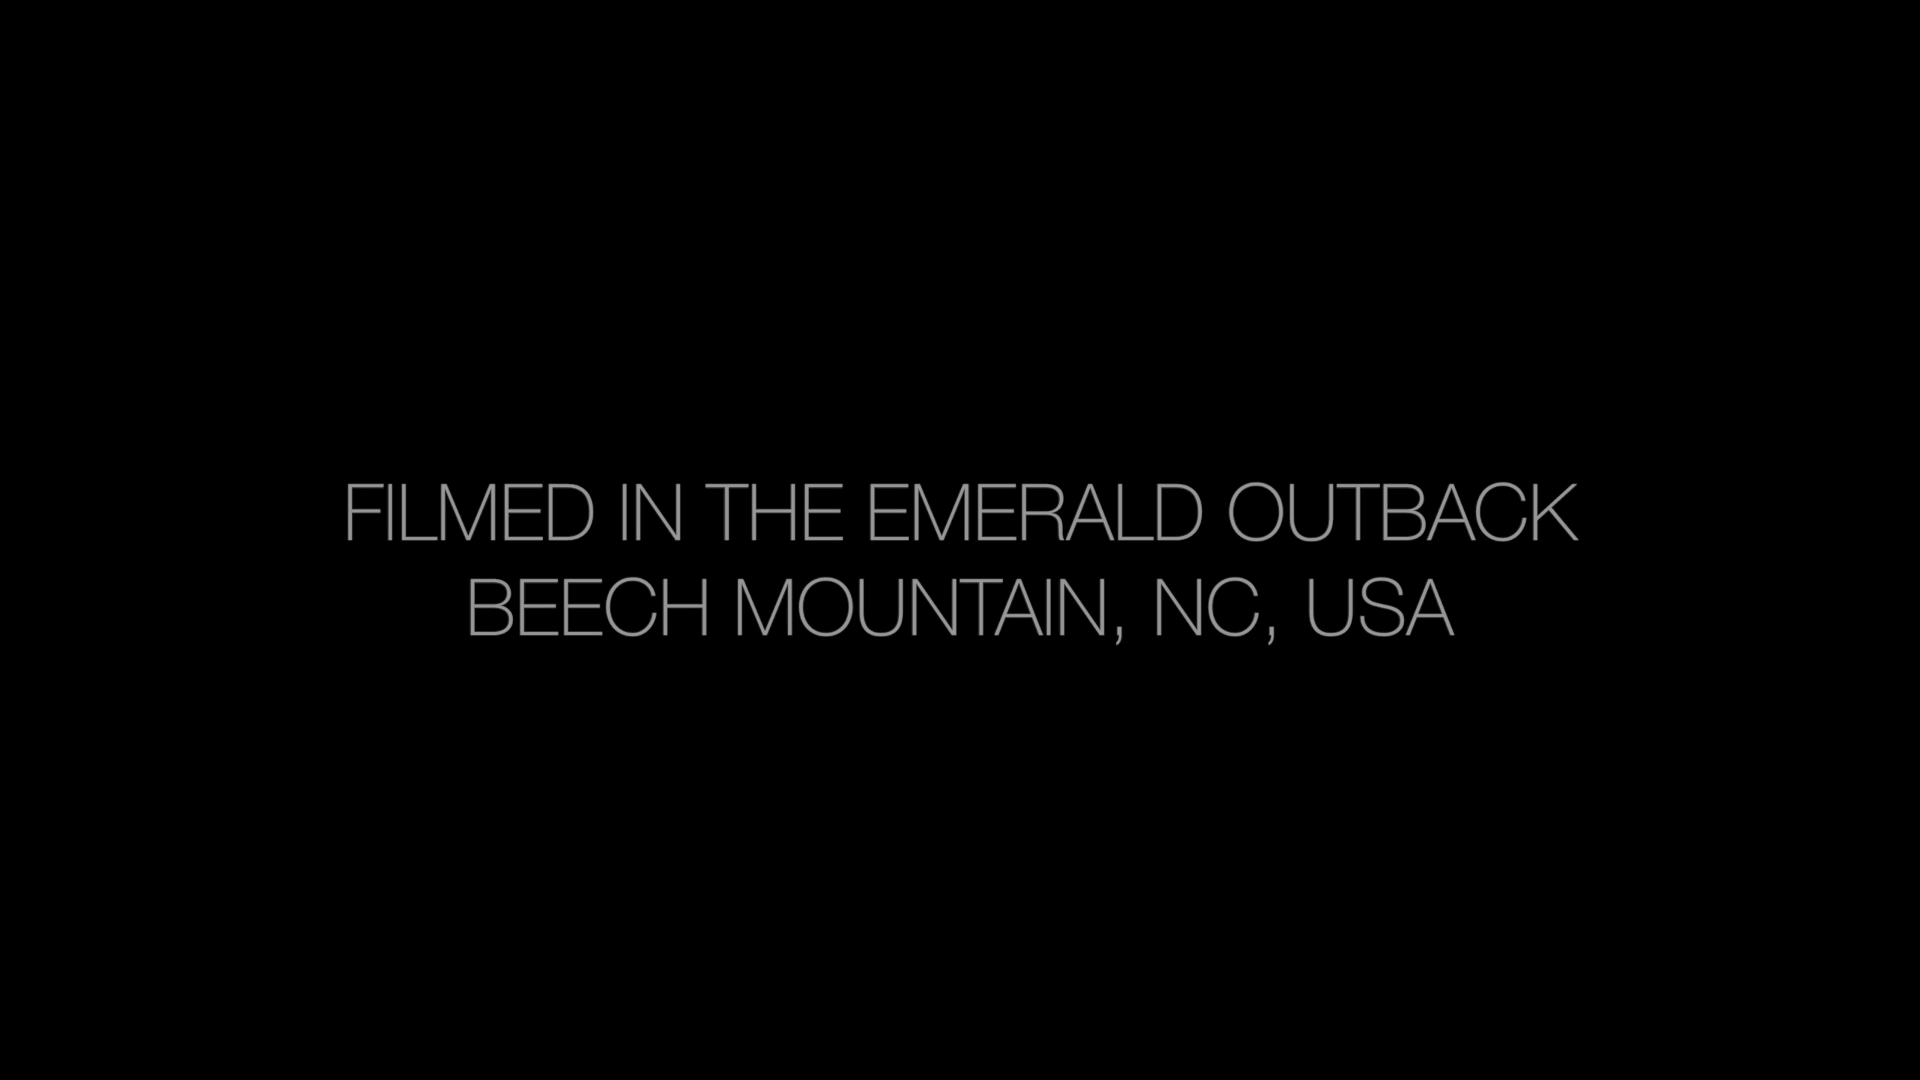 FILMED IN THE EMERALD OUTBACK
BEECH MOUNTAIN, NC, USA